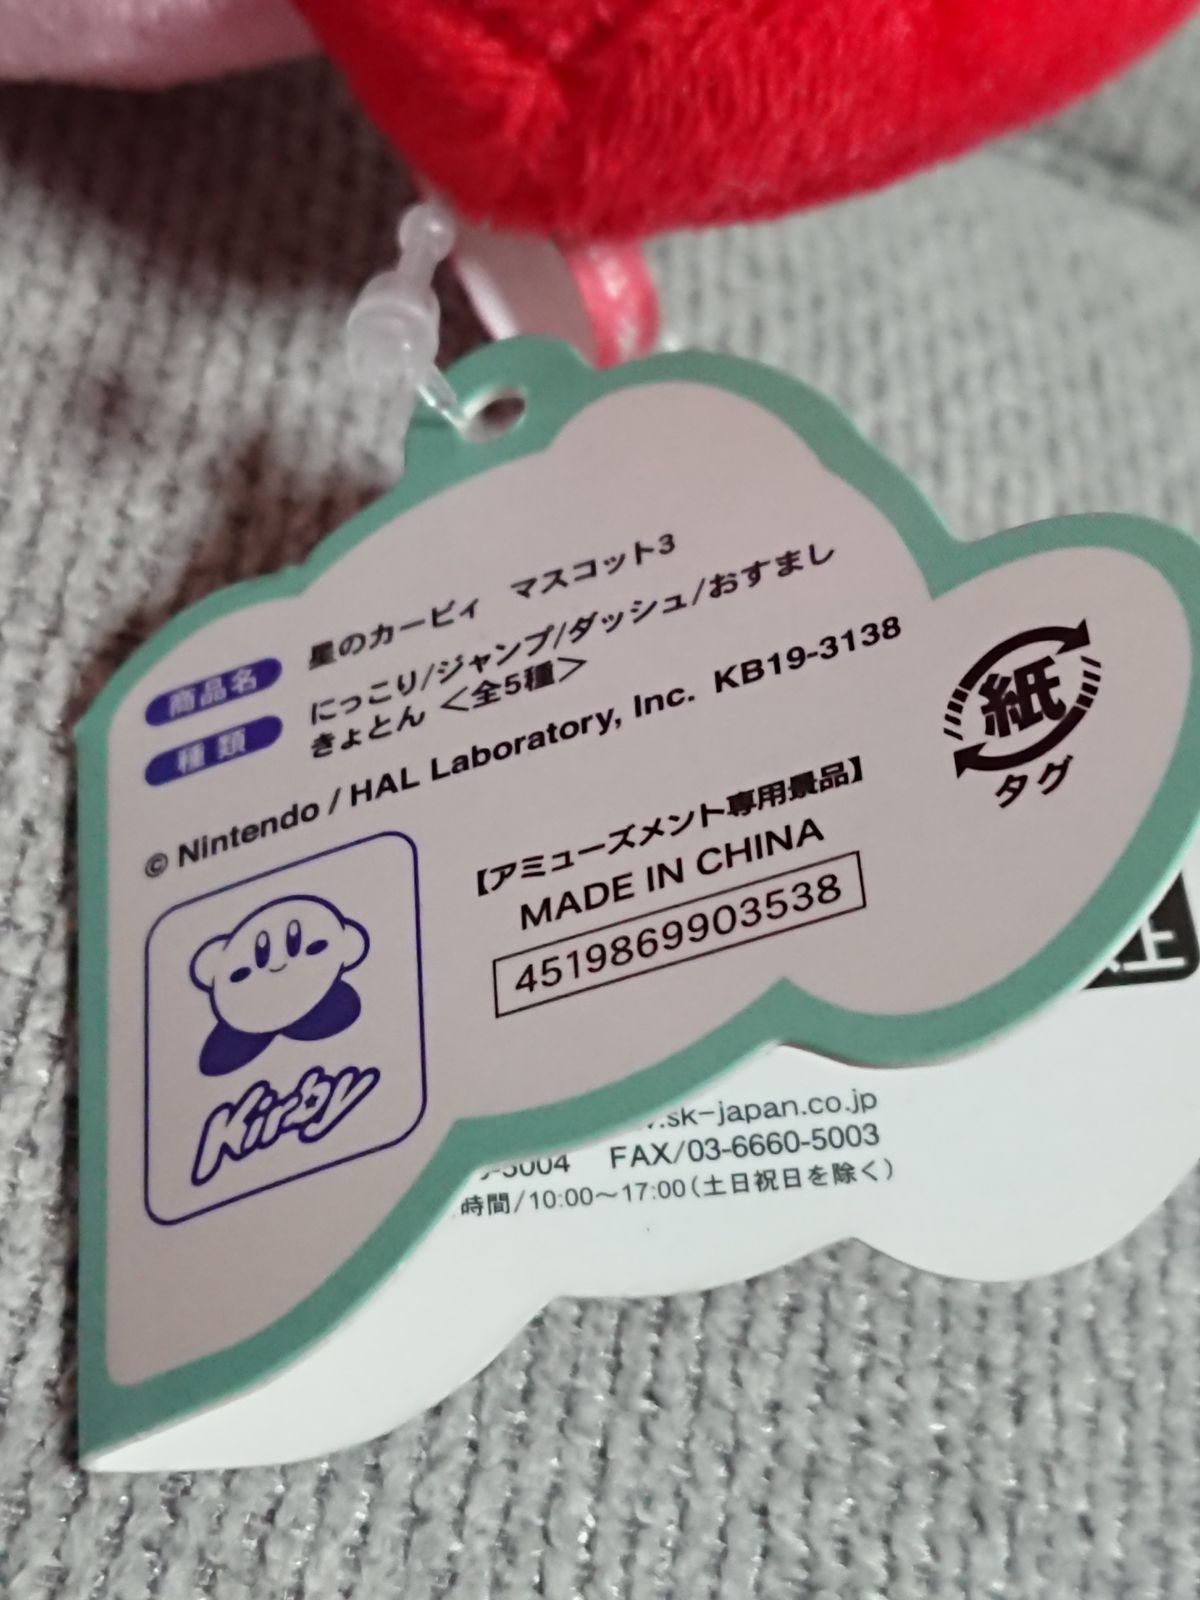 商品名 星のカービィ マスコット3
種類 にっこり/ジャンプ/ダッシュ/おすまし
きょとん <全5種>
© Nintendo / HAL Laboratory, Inc. KB19-3138
紙
タグ
【アミューズメント専用景品】
MADE IN CHINA
4519869903538
Kirby
.sk-japan.co.jp
-5004 FAX/03-6660-5003
時間/10:00~17:00(土日祝日を除く)